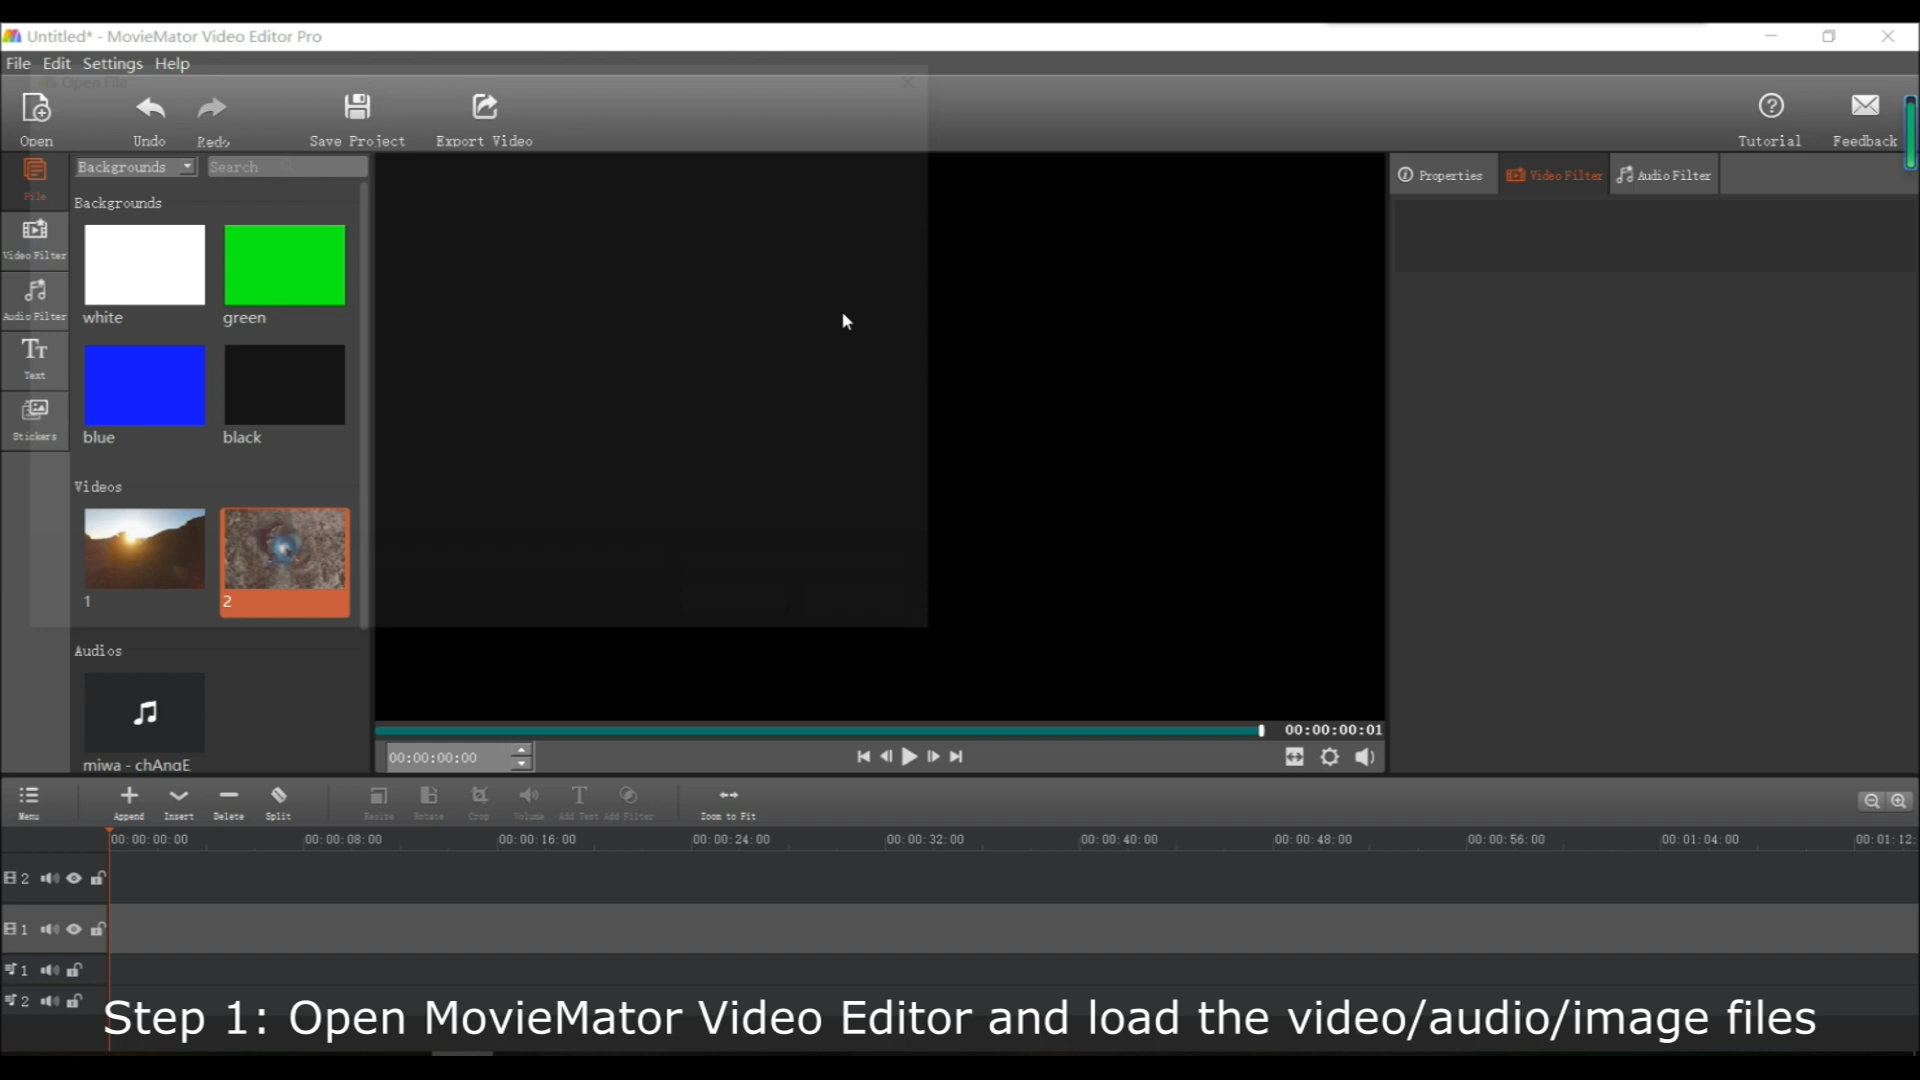 Untitled* - MovieMator Video Editor Pro
File Edit Settings Help
Open File
Open Undo Redo Save Project Export Video Tutorial Feedback
File
Video Filter
Audio Filter
Text
Stickers
Backgrounds Search
Backgrounds
white green
blue black
Videos
1 2
Audios
miwa - chAngE
Properties Video Filter Audio Filter
00:00:00:01
00:00:00:00
Menu Append Insert Delete Split Resize Rotate Crop Volume Add Text Add Filter Zoom to Fit
00:00:00:00 00:00:08:00 00:00:16:00 00:00:24:00 00:00:32:00 00:00:40:00 00:00:48:00 00:00:56:00 00:01:04:00 00:01:12:
2
1
1
2
Step 1: Open MovieMator Video Editor and load the video/audio/image files